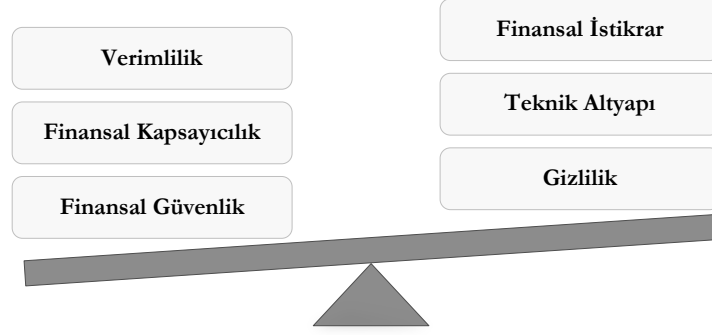 Verimlilik
Finansal Kapsayıcılık
Finansal Güvenlik
Finansal İstikrar
Teknik Altyapı
Gizlilik